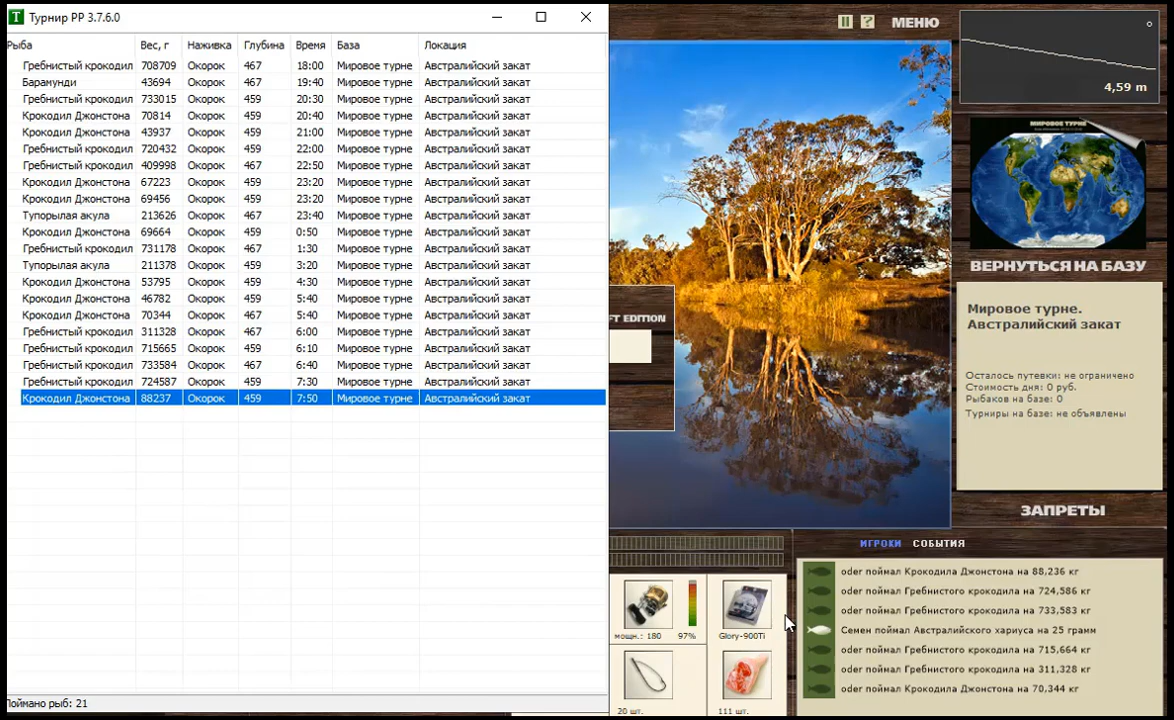 Турнир РР 3.7.6.0
Рыба Вес, г Наживка Глубина Время База Локация
Гребнистый крокодил 708709 Окорок 467 18:00 Мировое турне Австралийский закат
Барамунди 43694 Окорок 467 19:40 Мировое турне Австралийский закат
Гребнистый крокодил 733015 Окорок 459 20:30 Мировое турне Австралийский закат
Крокодил Джонстона 70814 Окорок 459 20:40 Мировое турне Австралийский закат
Крокодил Джонстона 43937 Окорок 459 21:00 Мировое турне Австралийский закат
Гребнистый крокодил 720432 Окорок 459 22:00 Мировое турне Австралийский закат
Гребнистый крокодил 409998 Окорок 467 22:50 Мировое турне Австралийский закат
Крокодил Джонстона 67223 Окорок 459 23:20 Мировое турне Австралийский закат
Крокодил Джонстона 69456 Окорок 459 23:20 Мировое турне Австралийский закат
Тупорылая акула 213626 Окорок 467 23:40 Мировое турне Австралийский закат
Крокодил Джонстона 69664 Окорок 459 0:50 Мировое турне Австралийский закат
Гребнистый крокодил 731178 Окорок 467 1:30 Мировое турне Австралийский закат
Тупорылая акула 211378 Окорок 459 3:20 Мировое турне Австралийский закат
Крокодил Джонстона 53795 Окорок 459 4:30 Мировое турне Австралийский закат
Крокодил Джонстона 46782 Окорок 459 5:40 Мировое турне Австралийский закат
Крокодил Джонстона 70344 Окорок 467 5:40 Мировое турне Австралийский закат
Гребнистый крокодил 311328 Окорок 467 6:00 Мировое турне Австралийский закат
Гребнистый крокодил 715665 Окорок 459 6:10 Мировое турне Австралийский закат
Гребнистый крокодил 733584 Окорок 467 6:40 Мировое турне Австралийский закат
Гребнистый крокодил 724587 Окорок 459 7:30 Мировое турне Австралийский закат
Крокодил Джонстона 88237 Окорок 459 7:50 Мировое турне Австралийский закат
Поймано рыб: 21
МЕНЮ
4,59 m
МИРОВОЕ ТУРНЕ
ВЕРНУТЬСЯ НА БАЗУ
FT EDITION
Мировое турне.
Австралийский закат
Осталось путевки: не ограничено
Стоимость дня: 0 руб.
Рыбаков на базе: 0
Турниры на базе: не объявлены
ЗАПРЕТЫ
ИГРОКИ СОБЫТИЯ
oder поймал Крокодила Джонстона на 88,236 кг
oder поймал Гребнистого крокодила на 724,586 кг
oder поймал Гребнистого крокодила на 733,583 кг
Семен поймал Австралийского хариуса на 25 грамм
oder поймал Гребнистого крокодила на 715,664 кг
oder поймал Гребнистого крокодила на 311,328 кг
oder поймал Крокодила Джонстона на 70,344 кг
мощн.: 180 97% Glory-900Ti
20 шт. 111 шт.